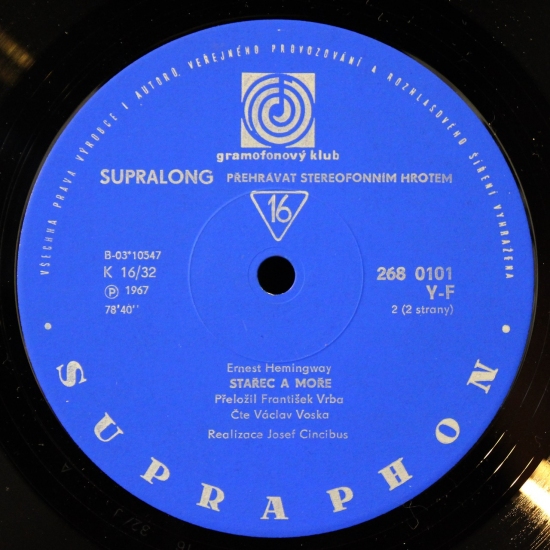 VŠECHNA PRÁVA VÝROBCE I AUTORŮ, VEŘEJNÉHO PROVOZOVÁNÍ A ROZHLASOVÉHO ŠÍŘENÍ VYHRAŽENA
gramofonový klub
SUPRALONG PŘEHRÁVAT STEREOFONNÍM HROTEM
16
B-03*10547
K 16/32
Ⓟ 1967
78'40''
268 0101
Y-F
2 (2 strany)
Ernest Hemingway
STAŘEC A MOŘE
Přeložil František Vrba
Čte Václav Voska
Realizace Josef Cincibus
• SUPRAPHON •